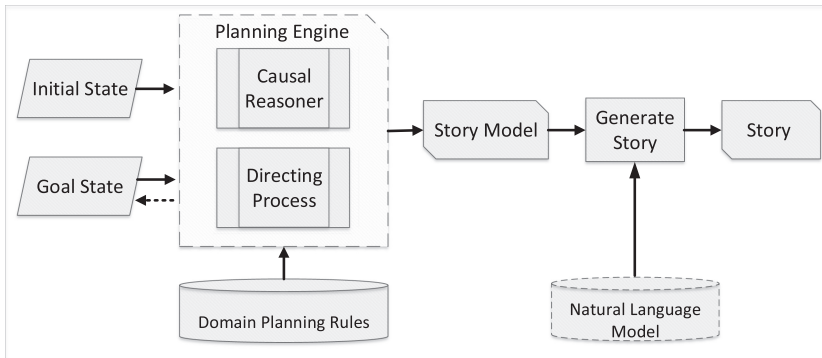 Planning Engine
Initial State
Causal
Reasoner
Story Model
Generate
Story
Story
Goal State
Directing
Process
Domain Planning Rules
Natural Language
Model